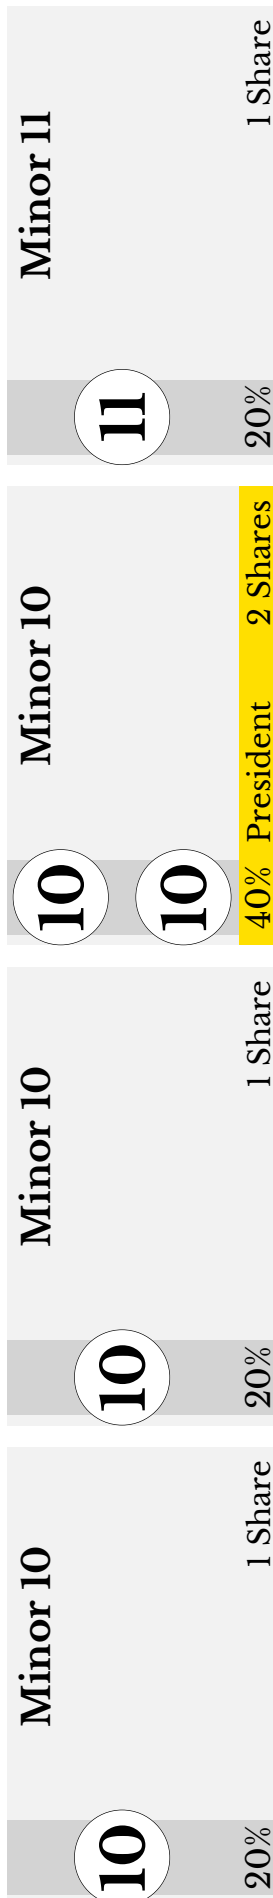 Minor 11
11
20%
1 Share
Minor 10
10
10
40%
President
2 Shares
Minor 10
10
20%
1 Share
Minor 10
10
20%
1 Share